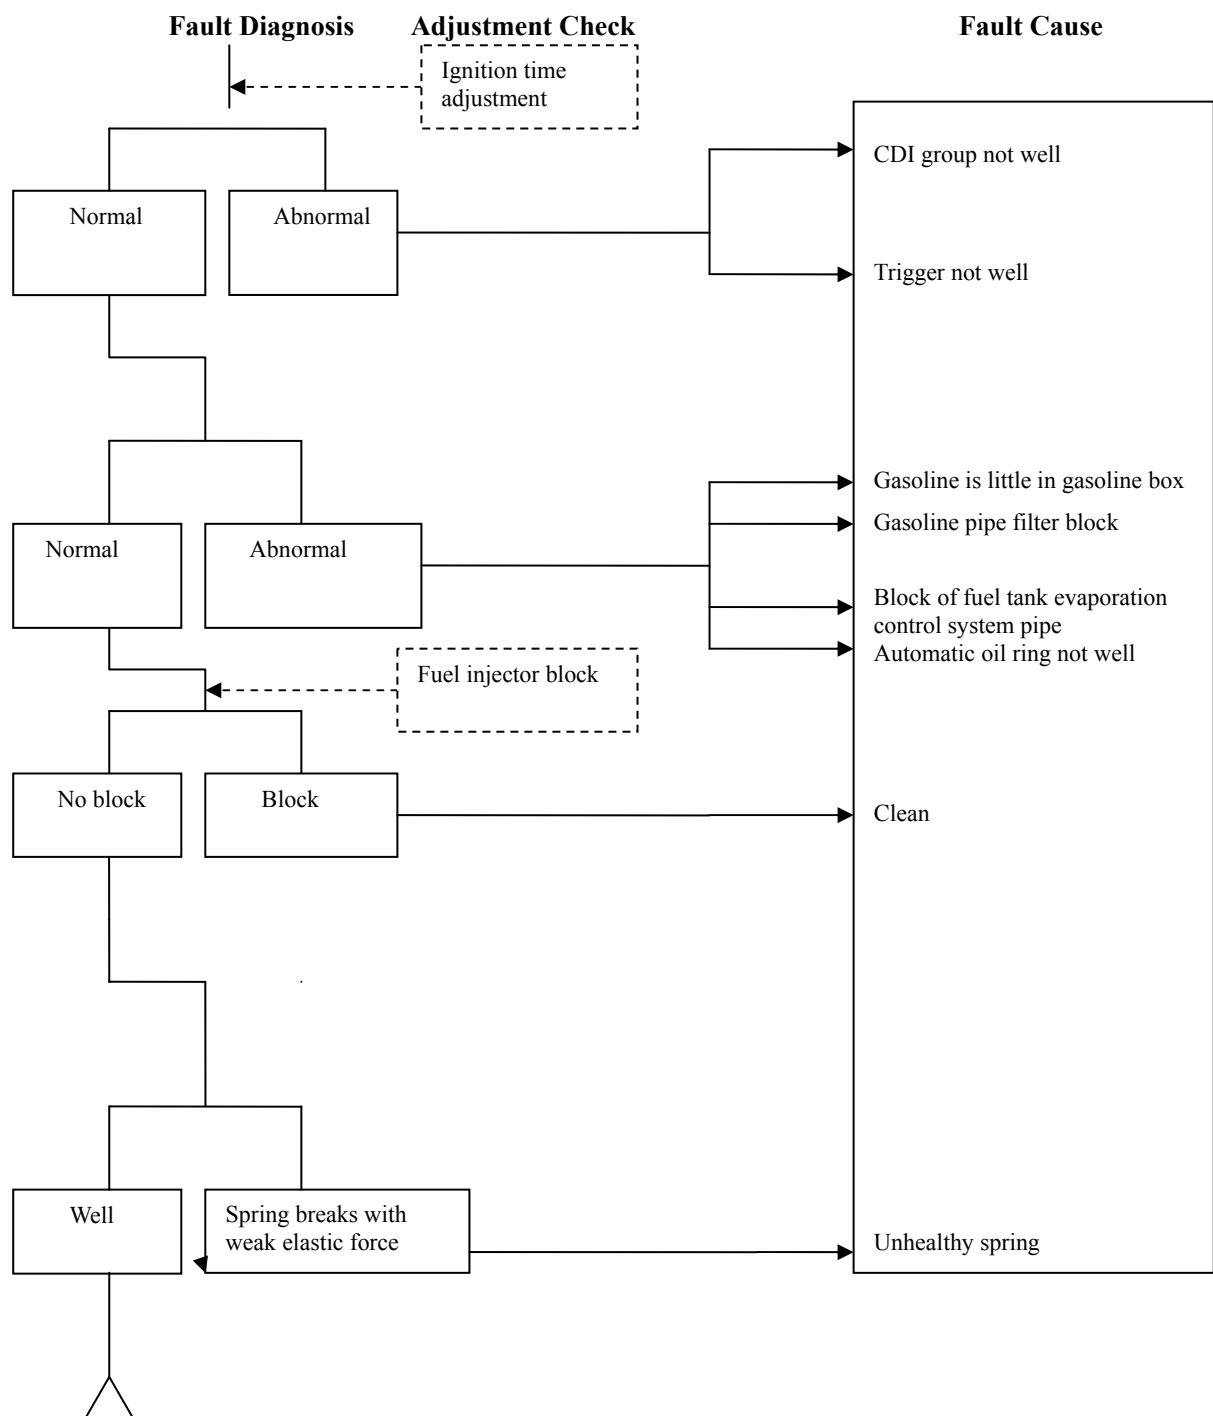 Fault Diagnosis
Adjustment Check
Fault Cause
Ignition time
adjustment
CDI group not well
Normal
Abnormal
Trigger not well
Gasoline is little in gasoline box
Gasoline pipe filter block
Normal
Abnormal
Block of fuel tank evaporation
control system pipe
Automatic oil ring not well
Fuel injector block
No block
Block
Clean
Well
Spring breaks with
weak elastic force
Unhealthy spring